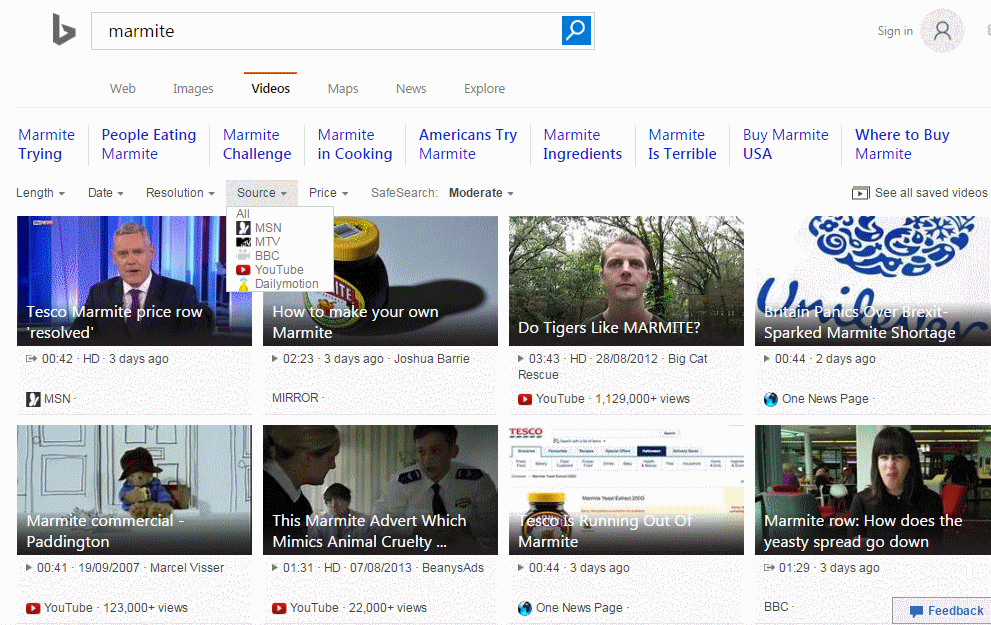 marmite
Sign in
Web Images Videos Maps News Explore
Marmite Trying
People Eating Marmite
Marmite Challenge
Marmite in Cooking
Americans Try Marmite
Marmite Ingredients
Marmite Is Terrible
Buy Marmite USA
Where to Buy Marmite
Length Date Resolution Source Price SafeSearch: Moderate See all saved videos
All
MSN
MTV
BBC
YouTube
Dailymotion
Tesco Marmite price row
'resolved'
00:42 · HD · 3 days ago
MSN ·
How to make your own
Marmite
02:23 · 3 days ago · Joshua Barrie
MIRROR ·
Do Tigers Like MARMITE?
03:43 · HD · 28/08/2012 · Big Cat
Rescue
YouTube · 1,129,000+ views
Unilever
Britain Panics Over Brexit-
Sparked Marmite Shortage
00:44 · 2 days ago
One News Page ·
Marmite commercial -
Paddington
00:41 · 19/09/2007 · Marcel Visser
YouTube · 123,000+ views
This Marmite Advert Which
Mimics Animal Cruelty ...
01:31 · HD · 07/08/2013 · BeanysAds
YouTube · 22,000+ views
TESCO
Marmite Yeast Extract 250G
Tesco Is Running Out Of
Marmite
00:44 · 3 days ago
One News Page ·
Marmite row: How does the
yeasty spread go down
01:29 · 3 days ago
BBC ·
Feedback